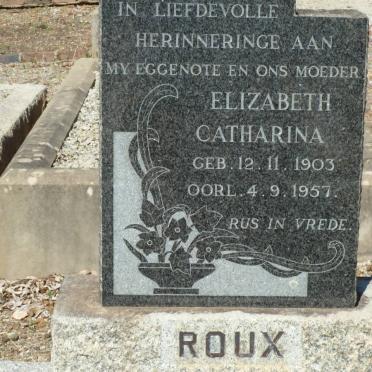 IN LIEFDEVOLLE
HERINNERINGE AAN
MY EGGENOTE EN ONS MOEDER
ELIZABETH
CATHARINA
GEB. 12. 11. 1903
OORL. 4. 9. 1957.
RUS IN VREDE.
ROUX